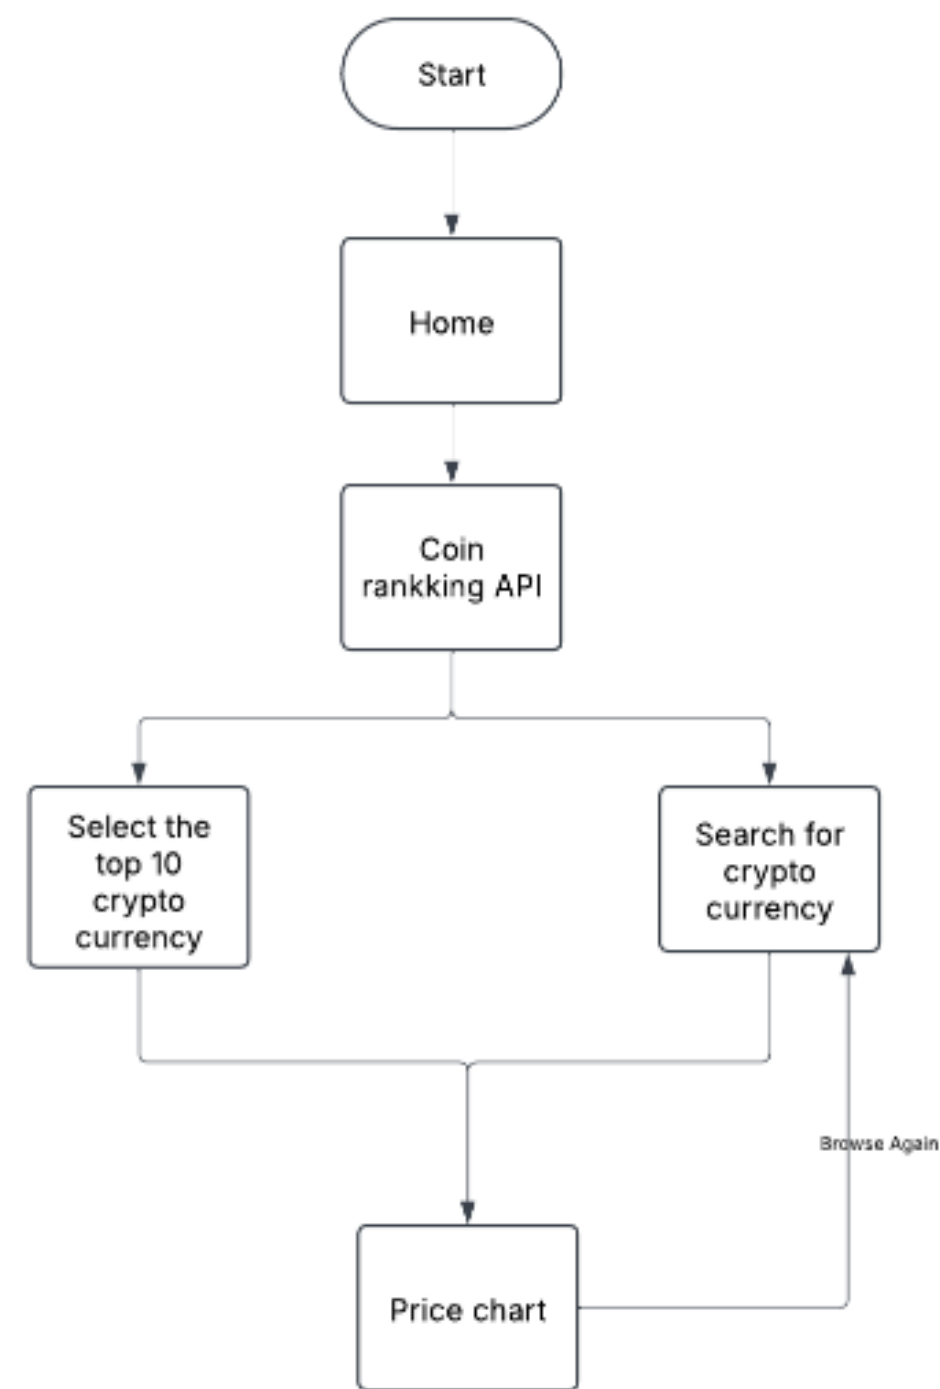 Start
Home
Coin
rankking API
Select the
top 10
crypto
currency
Search for
crypto
currency
Browse Again
Price chart